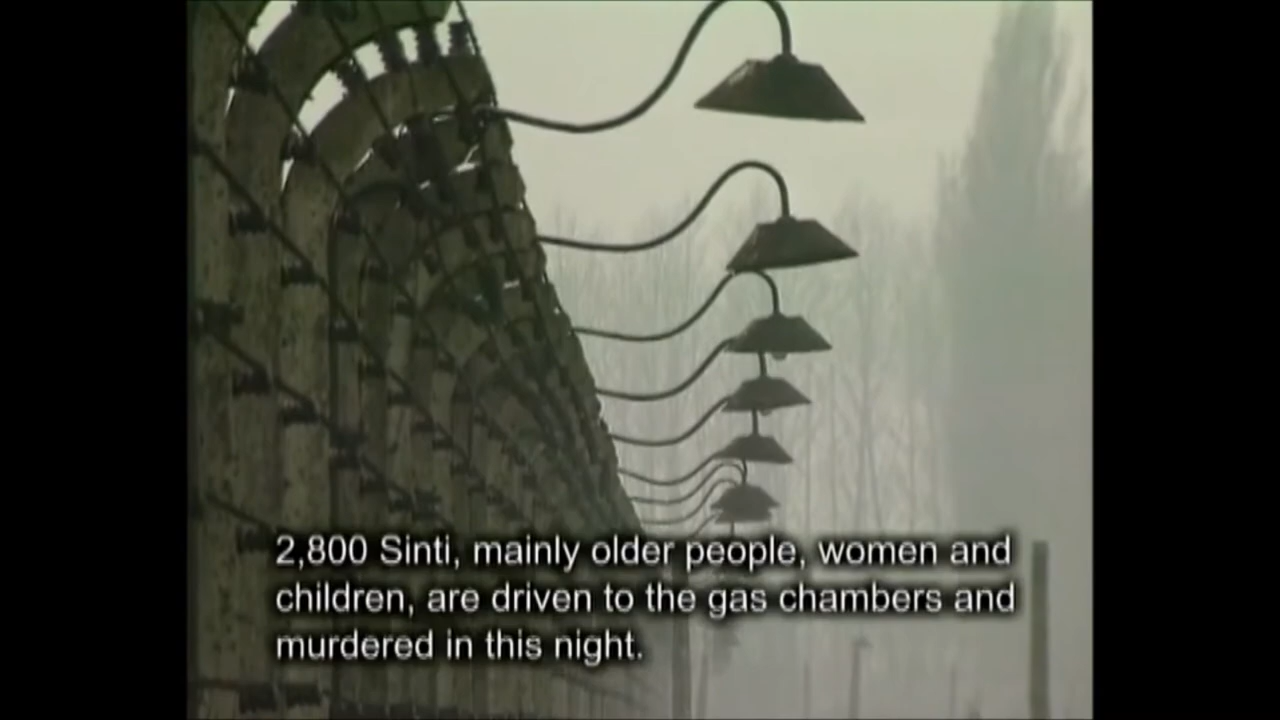 2,800 Sinti, mainly older people, women and
children, are driven to the gas chambers and
murdered in this night.